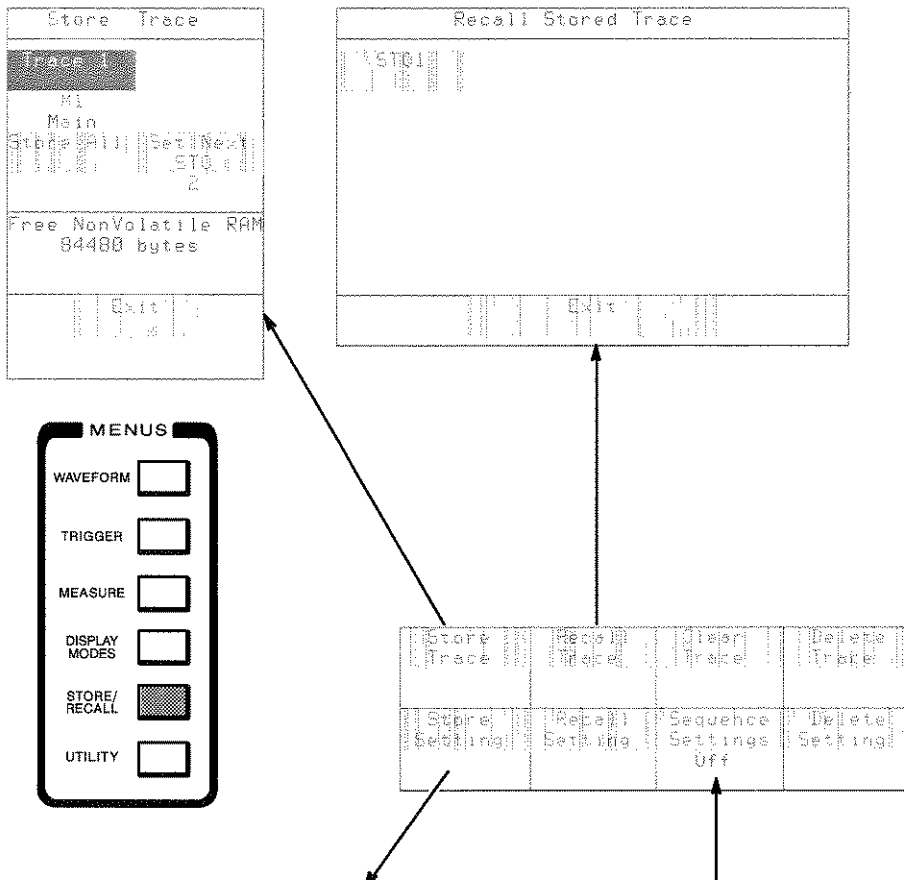 Store Trace
Trace 1
M1
Main
Store All
Set Next
STO
2
Free NonVolatile RAM
84480 bytes
Exit
Recall Stored Trace
STO1
Exit
MENUS
WAVEFORM
TRIGGER
MEASURE
DISPLAY
MODES
STORE/
RECALL
UTILITY
Store
Trace
Recall
Trace
Clear
Trace
Delete
Trace
Store
Setting
Recall
Setting
Sequence
Settings
Off
Delete
Setting